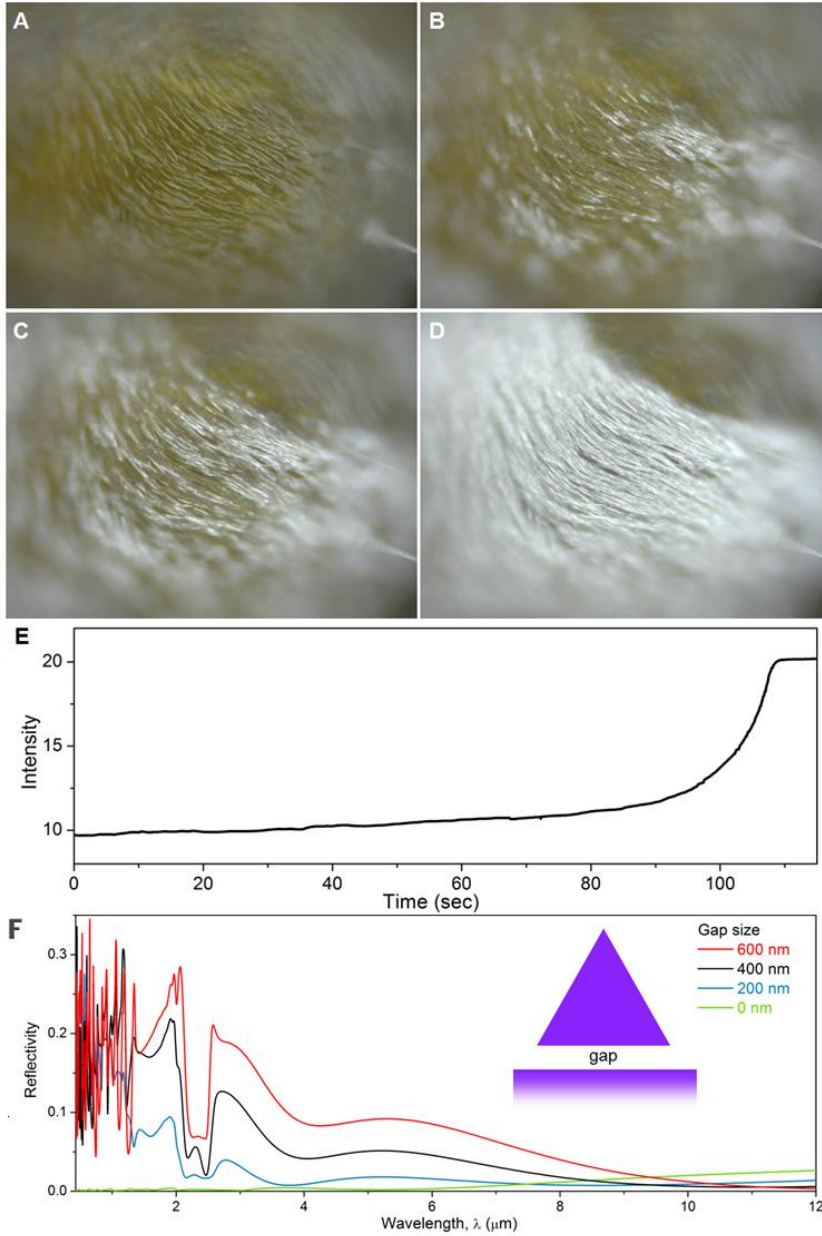 A
B
C
D
E
20
15
10
Intensity
0
20
40
60
80
100
Time (sec)
F
0.3
0.2
0.1
0.0
Reflectivity
Gap size
600 nm
400 nm
200 nm
0 nm
gap
2
4
6
8
10
12
Wavelength, λ (μm)